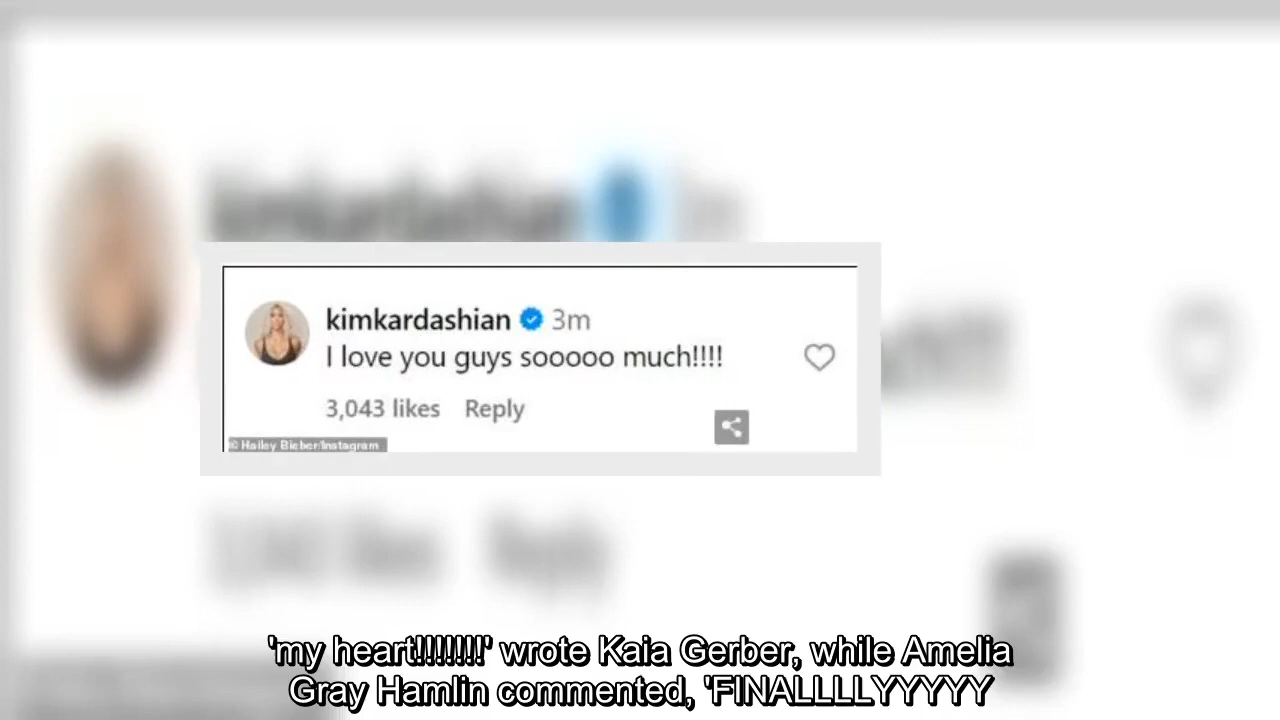 kimkardashian 3m
I love you guys sooooo much!!!!
3,043 likes Reply
© Hailey Bieber/Instagram
'my heart!!!!!!!!' wrote Kaia Gerber, while Amelia
Gray Hamlin commented, 'FINALLLLYYYYY